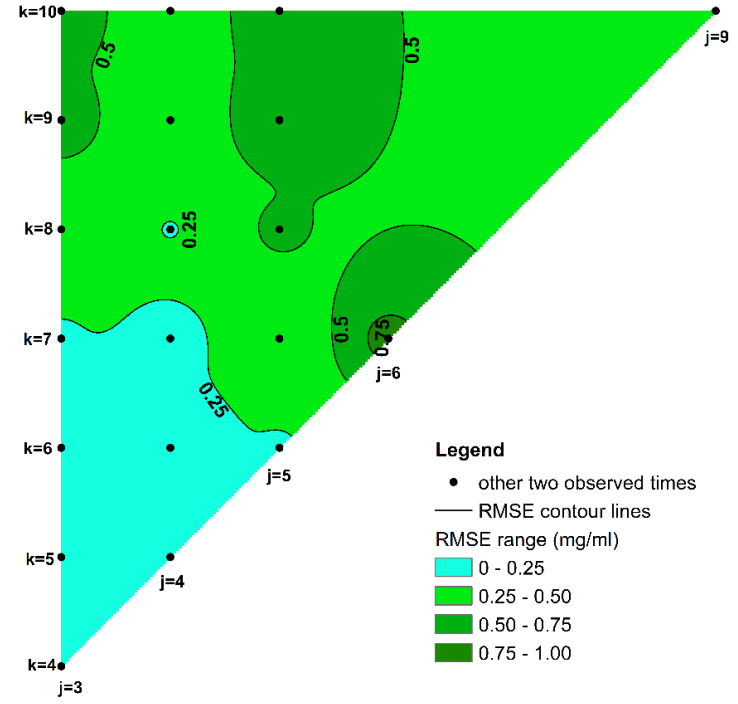 k=10
0.5
0.5
j=9
k=9
k=8
0.25
k=7
0.5
0.75
j=6
0.25
k=6
j=5
Legend
other two observed times
RMSE contour lines
RMSE range (mg/ml)
0 - 0.25
0.25 - 0.50
0.50 - 0.75
0.75 - 1.00
k=5
j=4
k=4
j=3